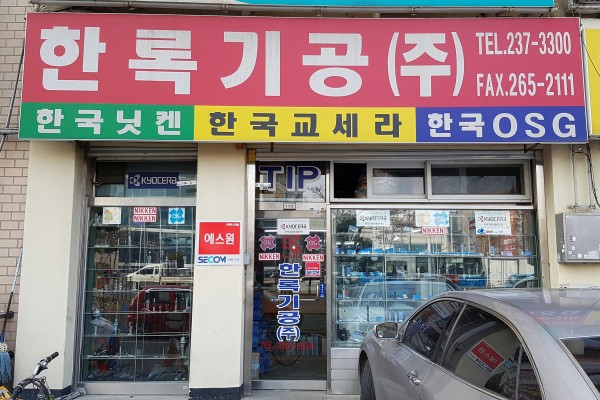 한록기공(주)
TEL.237-3300
FAX.265-2111
한국닛켄
한국교세라
한국OSG
KYOCERA
TIP
NIKKEN
NIKKEN
KYOCERA
KYOCERA
NIKKEN
NIKKEN
NIKKEN
에스원
SECOM
한록기공(주)